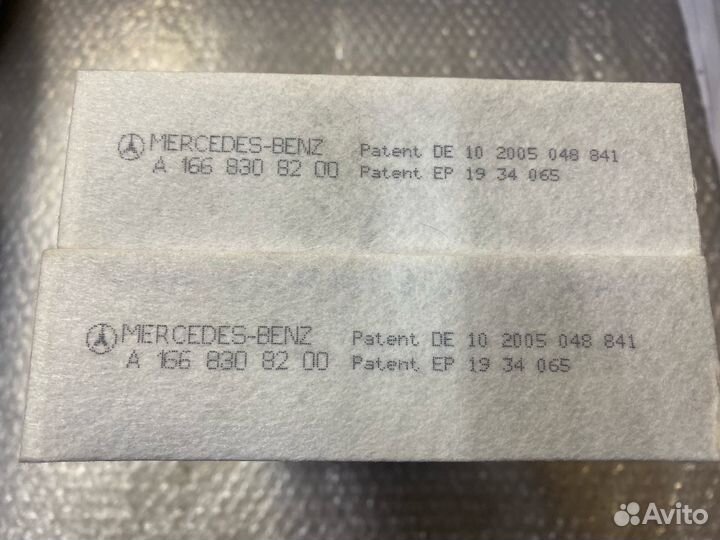 MERCEDES-BENZ Patent DE 10 2005 048 841
A 166 830 82 00 Patent EP 19 34 065
MERCEDES-BENZ Patent DE 10 2005 048 841
A 166 830 82 00 Patent EP 19 34 065
Avito